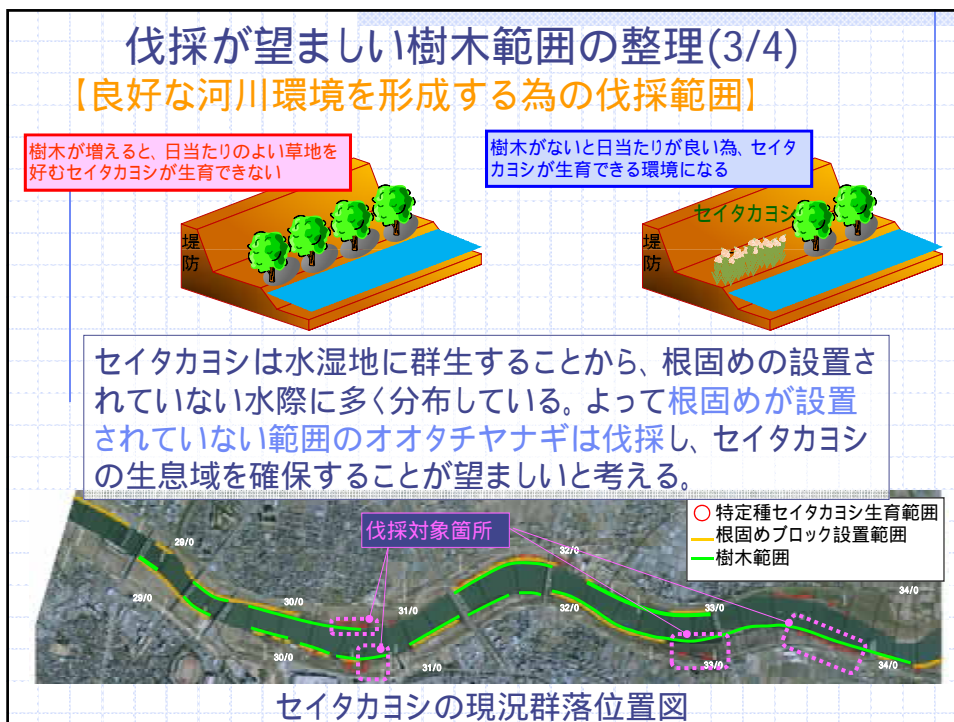 伐採が望ましい樹木範囲の整理(3/4)
【良好な河川環境を形成する為の伐採範囲】
樹木が増えると、日当たりのよい草地を
好むセイタカヨシが生育できない
樹木がないと日当たりが良い為、セイタ
カヨシが生育できる環境になる
堤
防
セイタカヨシ
堤
防
セイタカヨシは水湿地に群生することから、根固めの設置さ
れていない水際に多く分布している。よって根固めが設置
されていない範囲のオオタチヤナギは伐採し、セイタカヨシ
の生息域を確保することが望ましいと考える。
伐採対象箇所
特定種セイタカヨシ生育範囲
根固めブロック設置範囲
樹木範囲
29/0
30/0
31/0
32/0
33/0
34/0
29/0
30/0
31/0
32/0
33/0
34/0
セイタカヨシの現況群落位置図